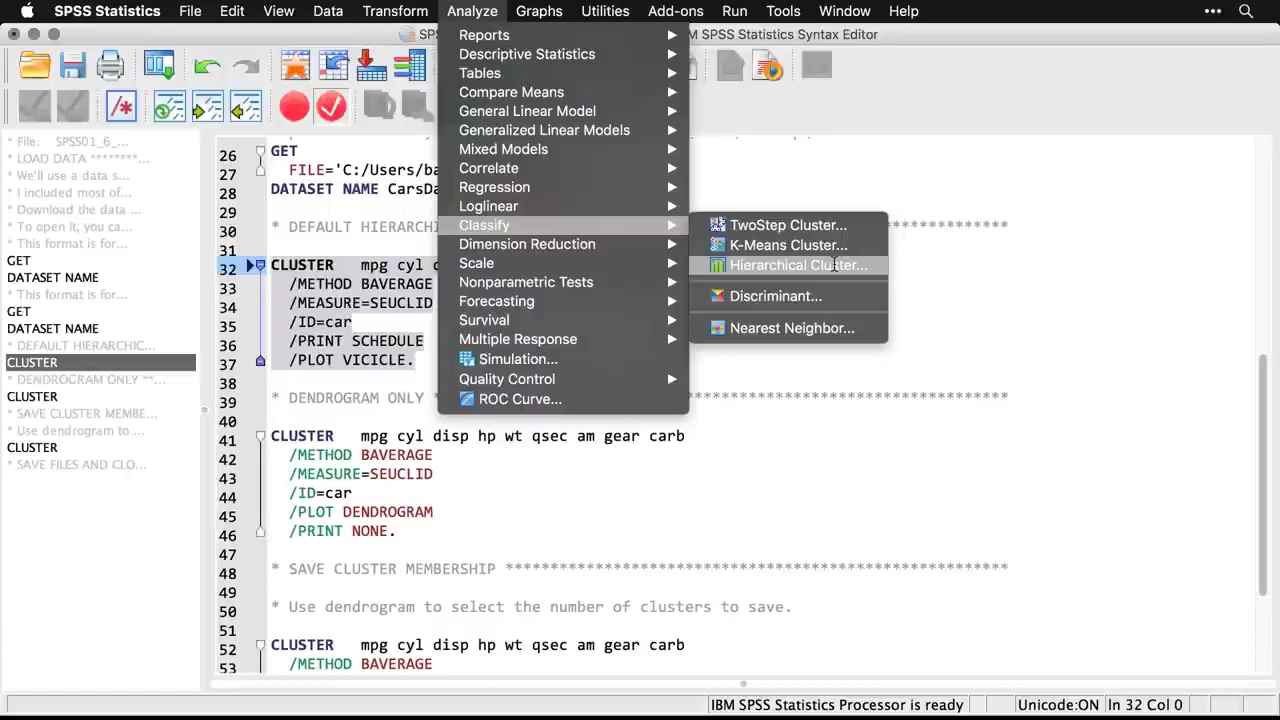 SPSS Statistics File Edit View Data Transform Analyze Graphs Utilities Add-ons Run Tools Window Help
SPS
M SPSS Statistics Syntax Editor
Reports
Descriptive Statistics
Tables
Compare Means
General Linear Model
Generalized Linear Models
Mixed Models
Correlate
Regression
Loglinear
Classify
Dimension Reduction
Scale
Nonparametric Tests
Forecasting
Survival
Multiple Response
Simulation...
Quality Control
ROC Curve...
TwoStep Cluster...
K-Means Cluster...
Hierarchical Cluster...
Discriminant...
Nearest Neighbor...
* File: SPSS01_6_...
* LOAD DATA ********...
* We'll use a data s...
* I included most of...
* Download the data ...
* To open it, you ca...
* This format is for...
GET
DATASET NAME
* This format is for...
GET
DATASET NAME
* DEFAULT HIERARCHIC...
CLUSTER
* DENDROGRAM ONLY **...
CLUSTER
* SAVE CLUSTER MEMBE...
* Use dendrogram to ...
CLUSTER
* SAVE FILES AND CLO...
26 GET
27 FILE='C:/Users/ba
28 DATASET NAME CarsDa
29
30 * DEFAULT HIERARCHI **************
31
32 CLUSTER mpg cyl d
33 /METHOD BAVERAGE
34 /MEASURE=SEUCLID
35 /ID=car
36 /PRINT SCHEDULE
37 /PLOT VICICLE.
38
39 * DENDROGRAM ONLY * ***********************************
40
41 CLUSTER mpg cyl disp hp wt qsec am gear carb
42 /METHOD BAVERAGE
43 /MEASURE=SEUCLID
44 /ID=car
45 /PLOT DENDROGRAM
46 /PRINT NONE.
47
48 * SAVE CLUSTER MEMBERSHIP ********************************************************
49
50 * Use dendrogram to select the number of clusters to save.
51
52 CLUSTER mpg cyl disp hp wt qsec am gear carb
53 /METHOD BAVERAGE
IBM SPSS Statistics Processor is ready Unicode:ON In 32 Col 0